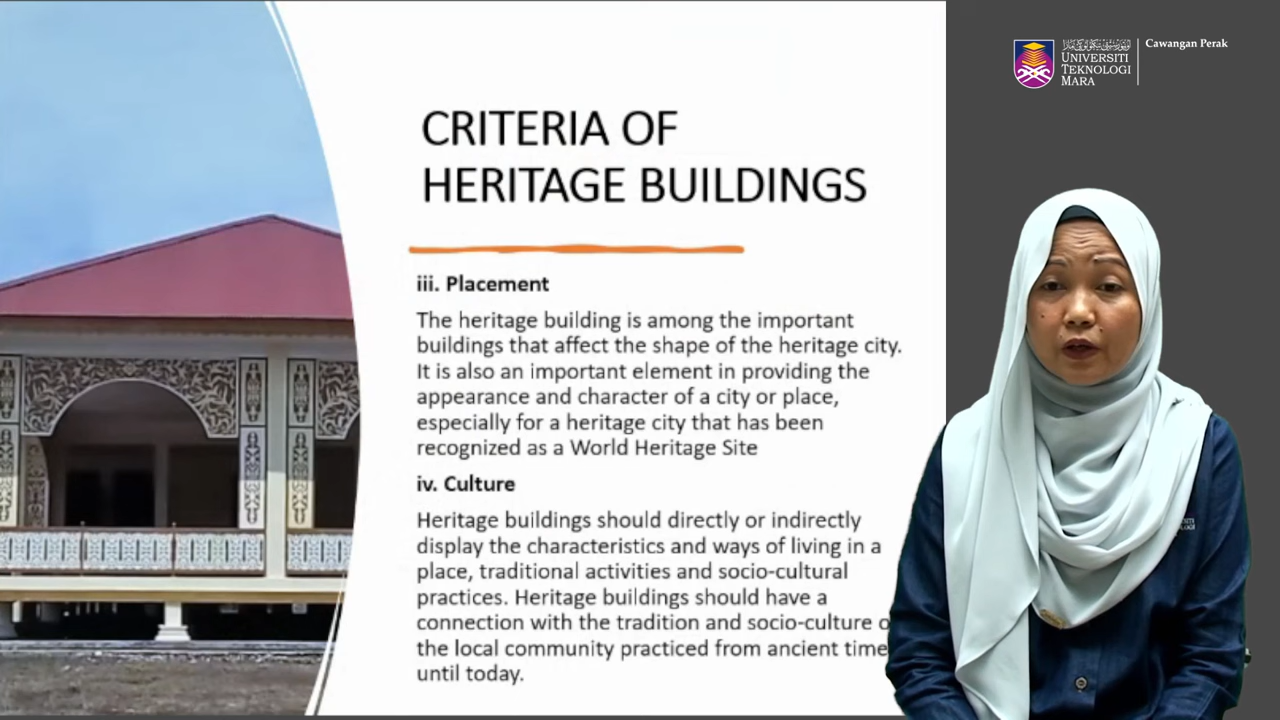 CRITERIA OF
HERITAGE BUILDINGS
iii. Placement
The heritage building is among the important
buildings that affect the shape of the heritage city.
It is also an important element in providing the
appearance and character of a city or place,
especially for a heritage city that has been
recognized as a World Heritage Site
iv. Culture
Heritage buildings should directly or indirectly
display the characteristics and ways of living in a
place, traditional activities and socio-cultural
practices. Heritage buildings should have a
connection with the tradition and socio-culture
the local community practiced from ancient time
until today.
UNIVERSITI
TEKNOLOGI
MARA
Cawangan Perak